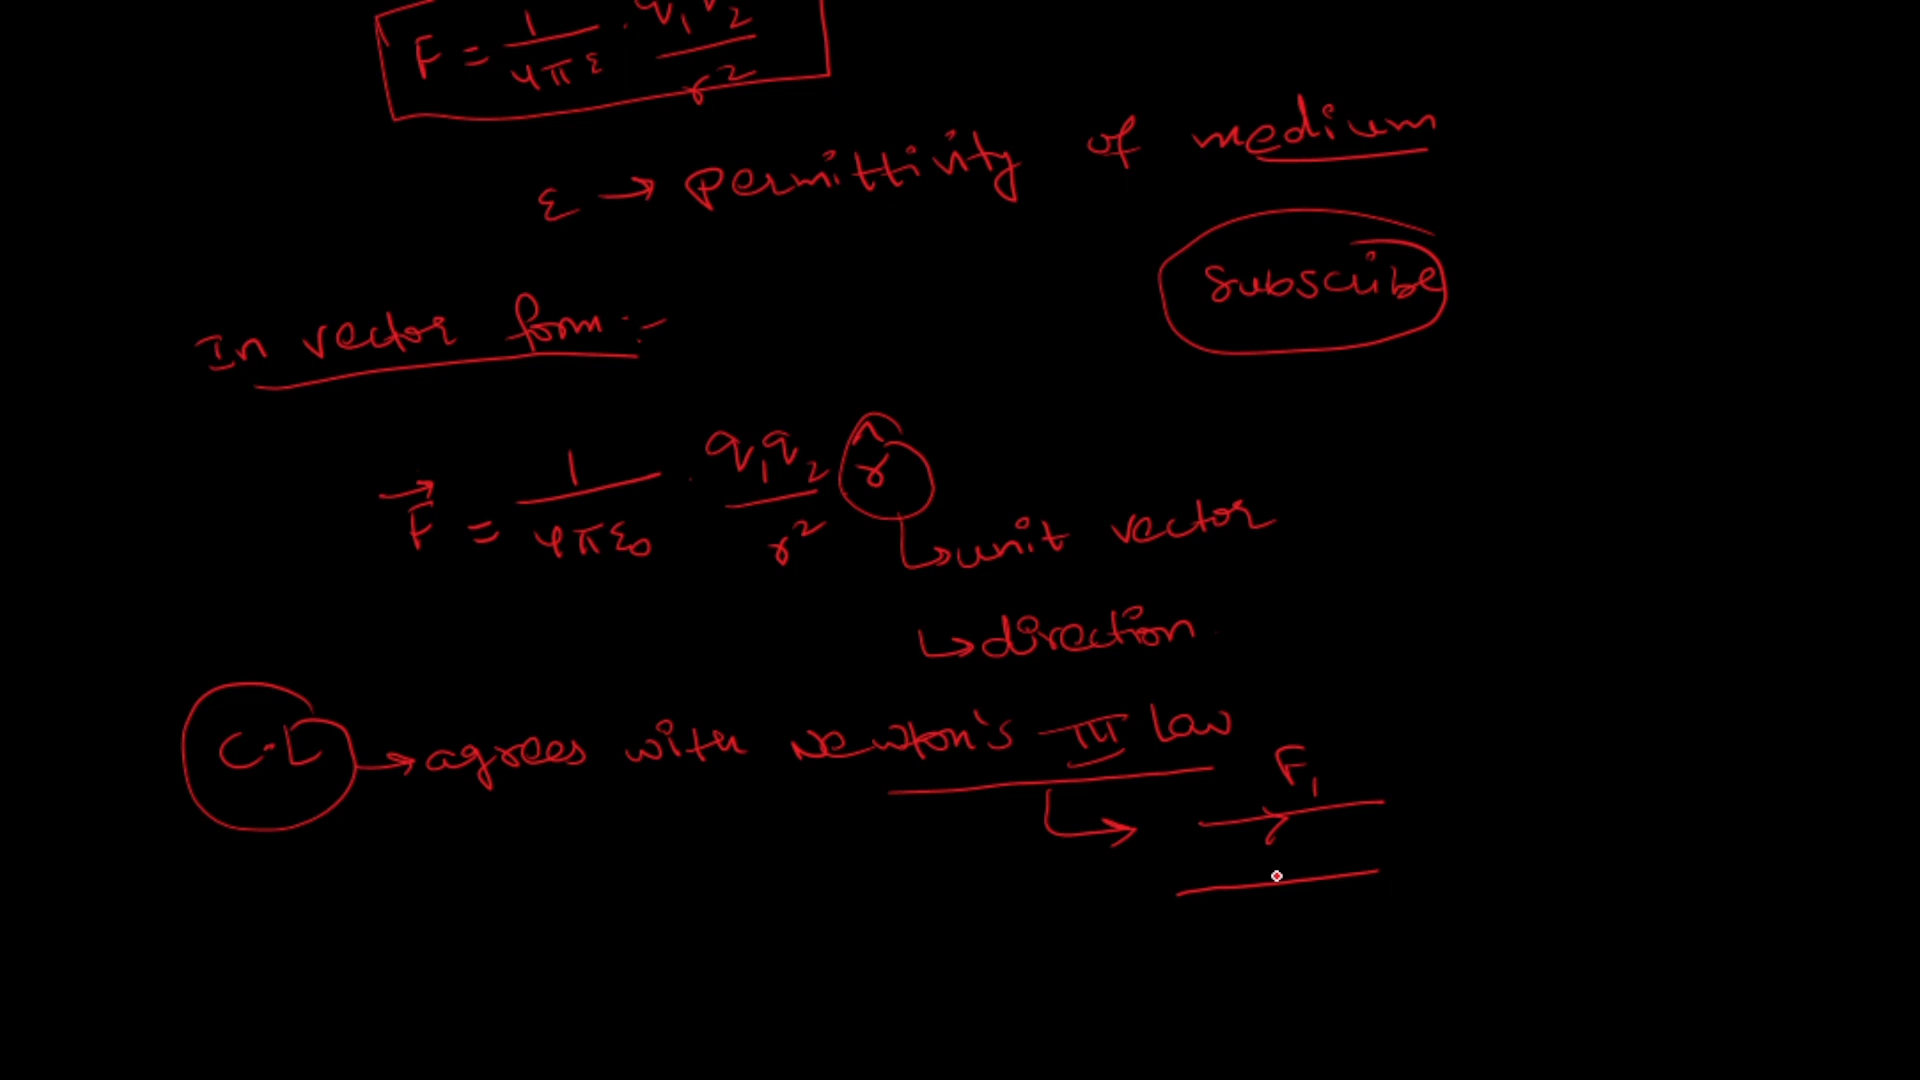 F = 1/4πε · q₁q₂/r²
ε → Permittivity of medium
Subscribe
In vector form:-
F⃗ = 1/4πε₀ · q₁q₂/r² r̂
↳ unit vector
↳ direction
C-L → agrees with Newton's III law
↳ F₁